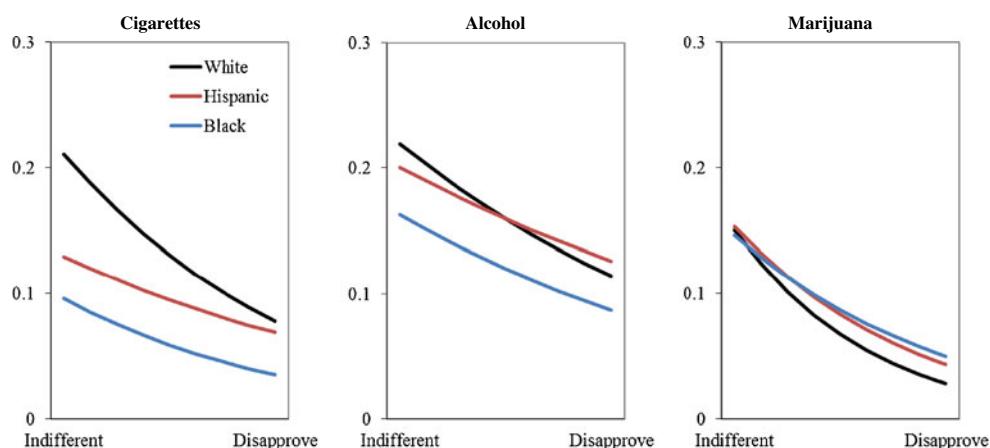 Cigarettes
Alcohol
Marijuana
0.3
0.2
0.1
0
White
Hispanic
Black
Indifferent
Disapprove
0.3
0.2
0.1
0
Indifferent
Disapprove
0.3
0.2
0.1
0
Indifferent
Disapprove